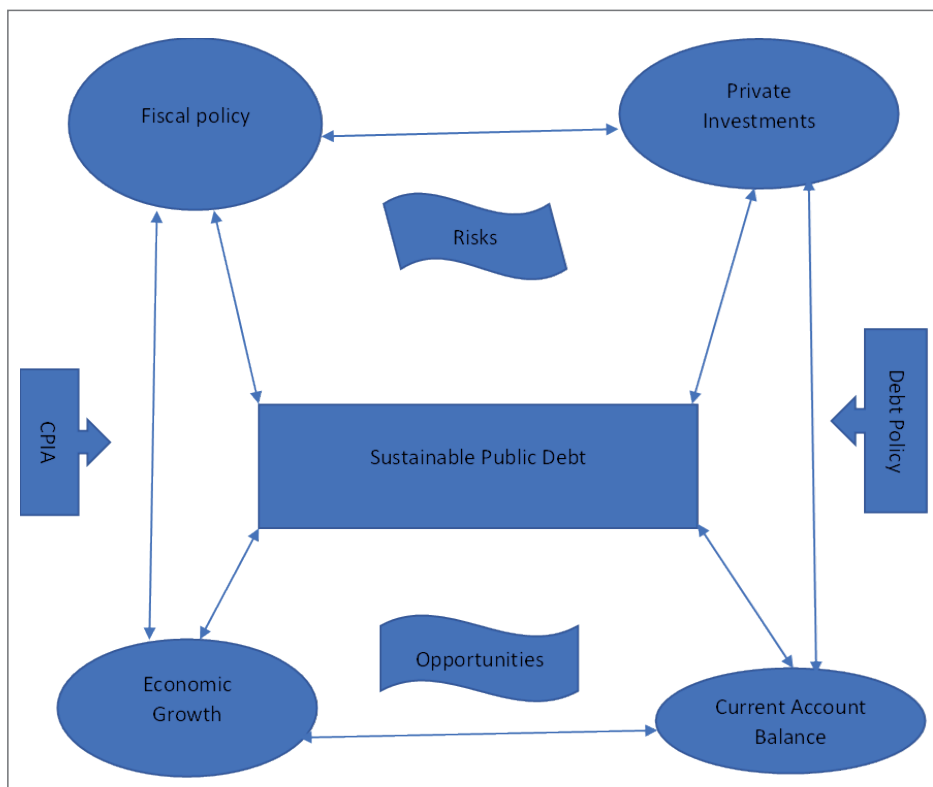 Fiscal policy
Private
Investments
Risks
CPIA
Debt Policy
Sustainable Public Debt
Opportunities
Economic
Growth
Current Account
Balance